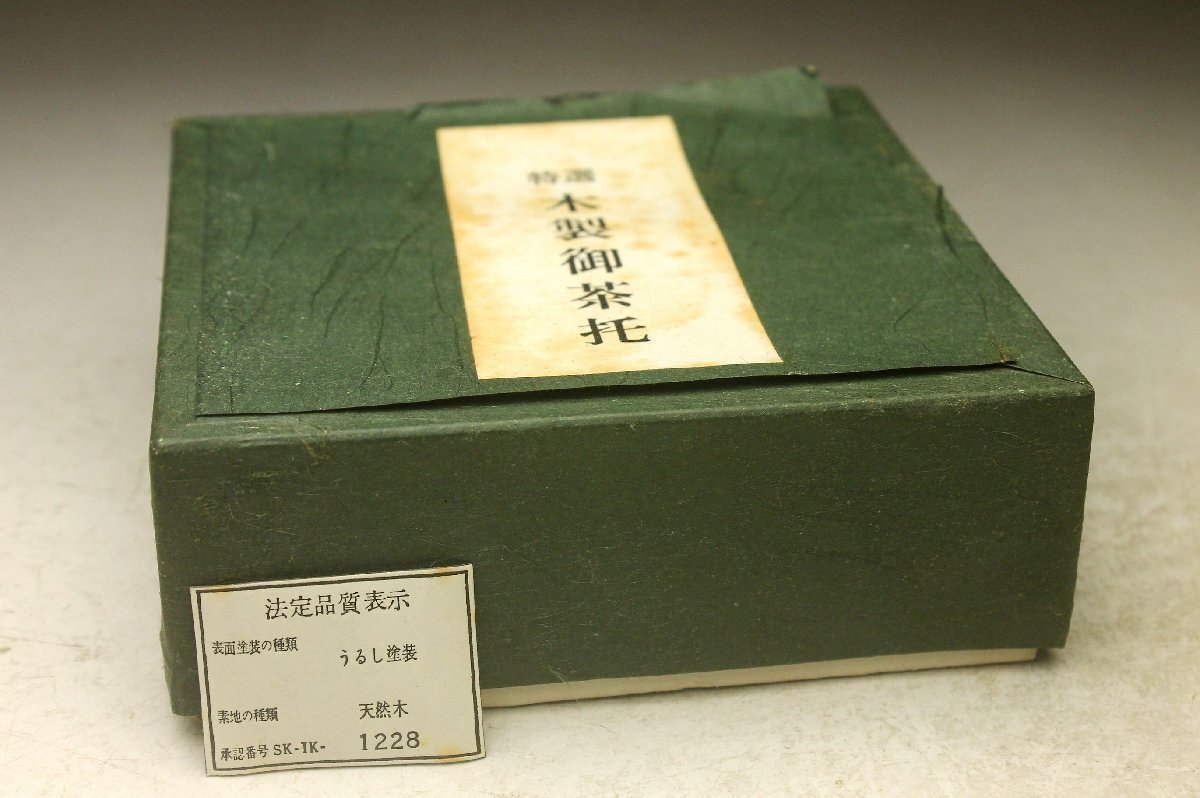 特選
木製御茶托
法定品質表示
表面塗装の種類
うるし塗装
素地の種類 天然木
承認番号 SK-IK- 1228